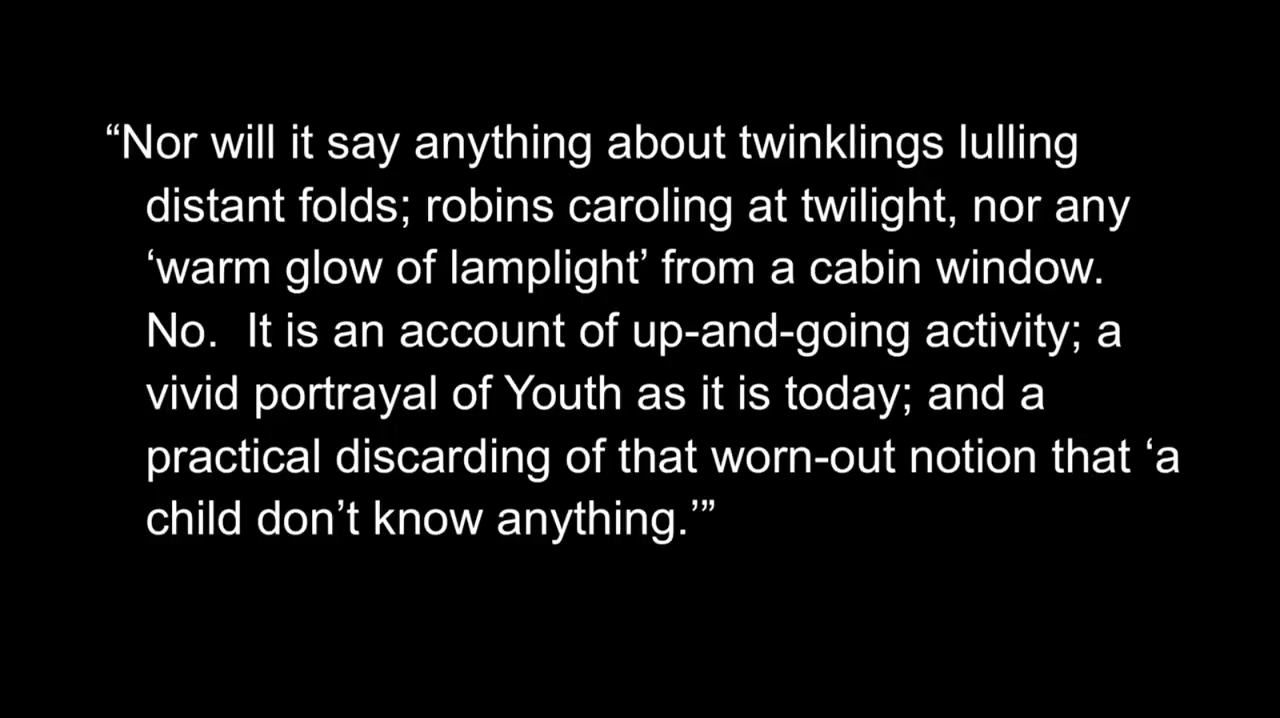 “Nor will it say anything about twinklings lulling
distant folds; robins caroling at twilight, nor any
‘warm glow of lamplight’ from a cabin window.
No.  It is an account of up-and-going activity; a
vivid portrayal of Youth as it is today; and a
practical discarding of that worn-out notion that ‘a
child don’t know anything.’”